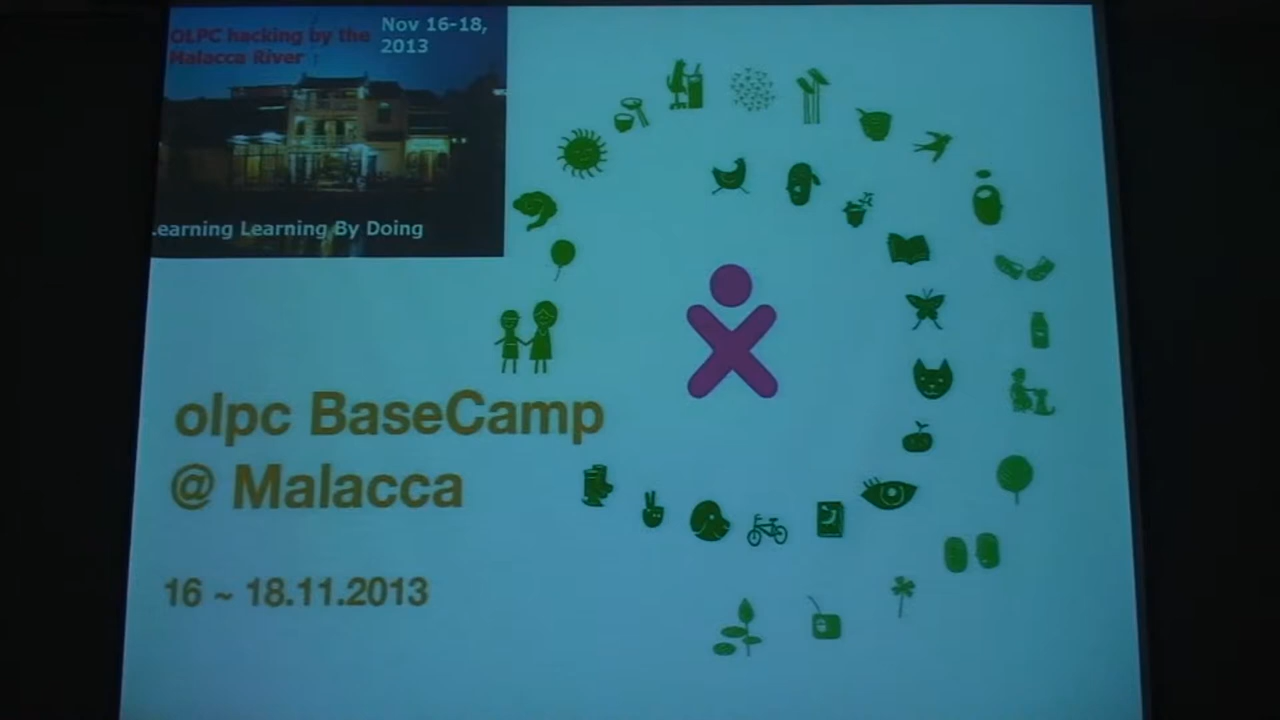 OLPC hacking by the
Malacca River
Nov 16-18,
2013
.earning Learning By Doing
olpc BaseCamp
@ Malacca
16 ~ 18.11.2013